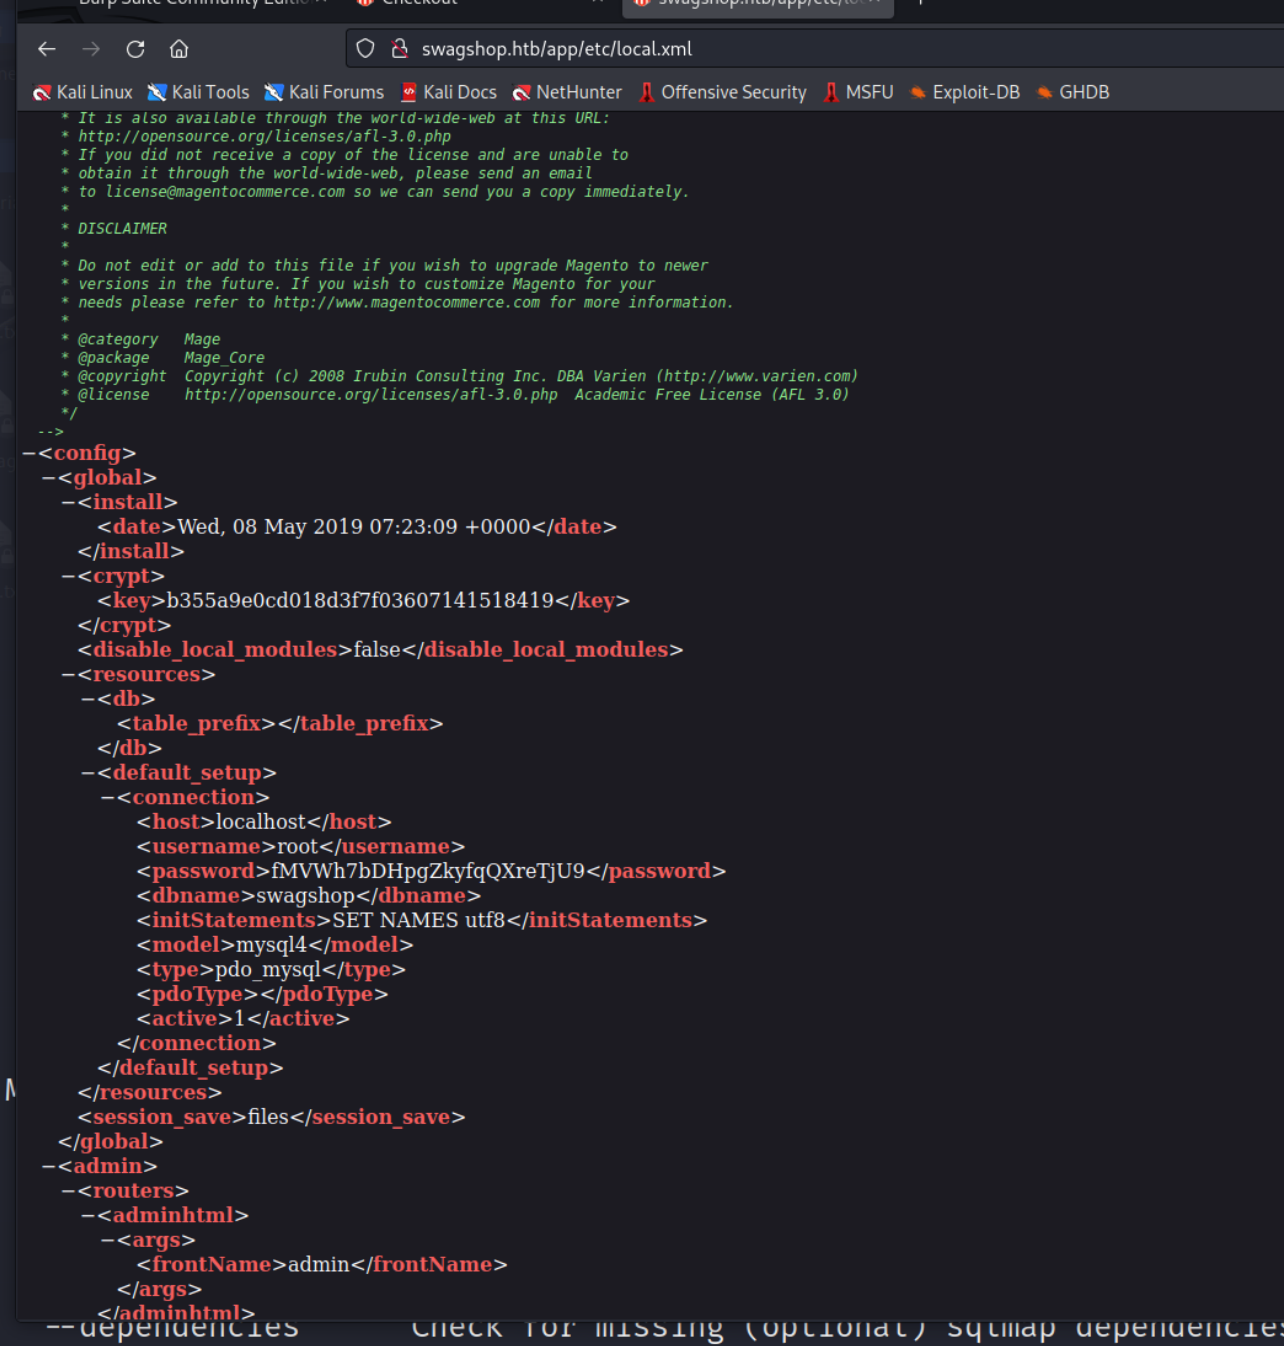 Checkout
swagshop.htb/app/etc/local.xml
Kali Linux Kali Tools Kali Forums Kali Docs NetHunter Offensive Security MSFU Exploit-DB GHDB
* It is also available through the world-wide-web at this URL:
* http://opensource.org/licenses/afl-3.0.php
* If you did not receive a copy of the license and are unable to
* obtain it through the world-wide-web, please send an email
* to license@magentocommerce.com so we can send you a copy immediately.
*
* DISCLAIMER
*
* Do not edit or add to this file if you wish to upgrade Magento to newer
* versions in the future. If you wish to customize Magento for your
* needs please refer to http://www.magentocommerce.com for more information.
*
* @category Mage
* @package Mage_Core
* @copyright Copyright (c) 2008 Irubin Consulting Inc. DBA Varien (http://www.varien.com)
* @license http://opensource.org/licenses/afl-3.0.php Academic Free License (AFL 3.0)
*/
-->
−<config>
−<global>
−<install>
<date>Wed, 08 May 2019 07:23:09 +0000</date>
</install>
−<crypt>
<key>b355a9e0cd018d3f7f03607141518419</key>
</crypt>
<disable_local_modules>false</disable_local_modules>
−<resources>
−<db>
<table_prefix></table_prefix>
</db>
−<default_setup>
−<connection>
<host>localhost</host>
<username>root</username>
<password>fMVWh7bDHpgZkyfqQXreTjU9</password>
<dbname>swagshop</dbname>
<initStatements>SET NAMES utf8</initStatements>
<model>mysql4</model>
<type>pdo_mysql</type>
<pdoType></pdoType>
<active>1</active>
</connection>
</default_setup>
</resources>
<session_save>files</session_save>
</global>
−<admin>
−<routers>
−<adminhtml>
−<args>
<frontName>admin</frontName>
</args>
</adminhtml>
--dependencies Check for missing (optional) sqlmap dependencies